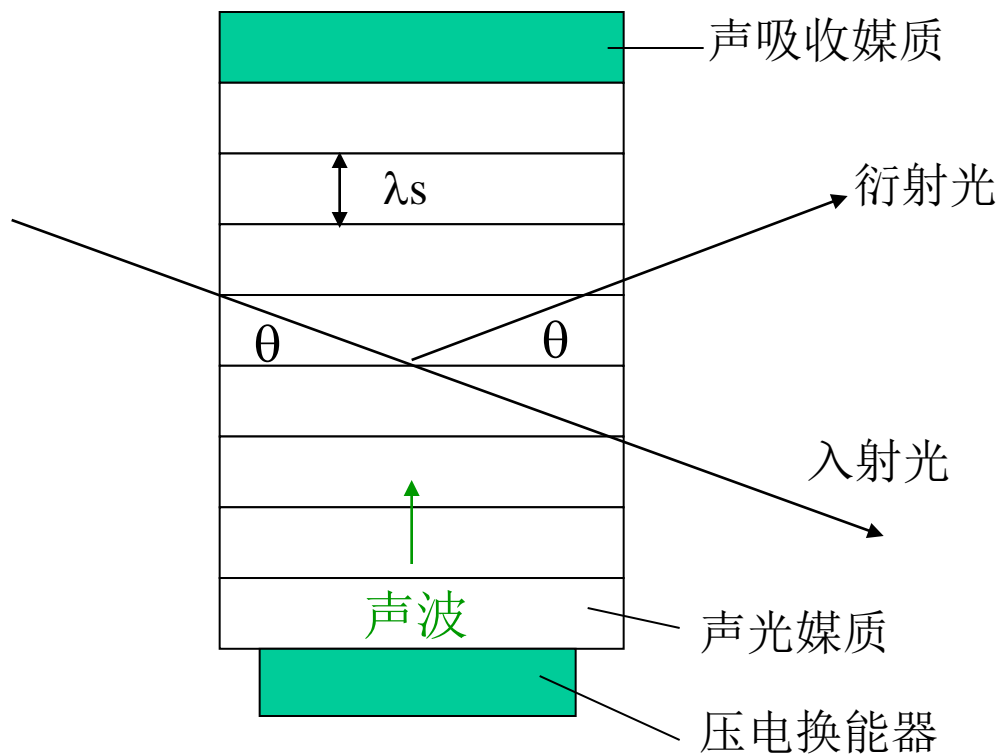 声吸收媒质
λs
衍射光
θ θ
入射光
声波
声光媒质
压电换能器